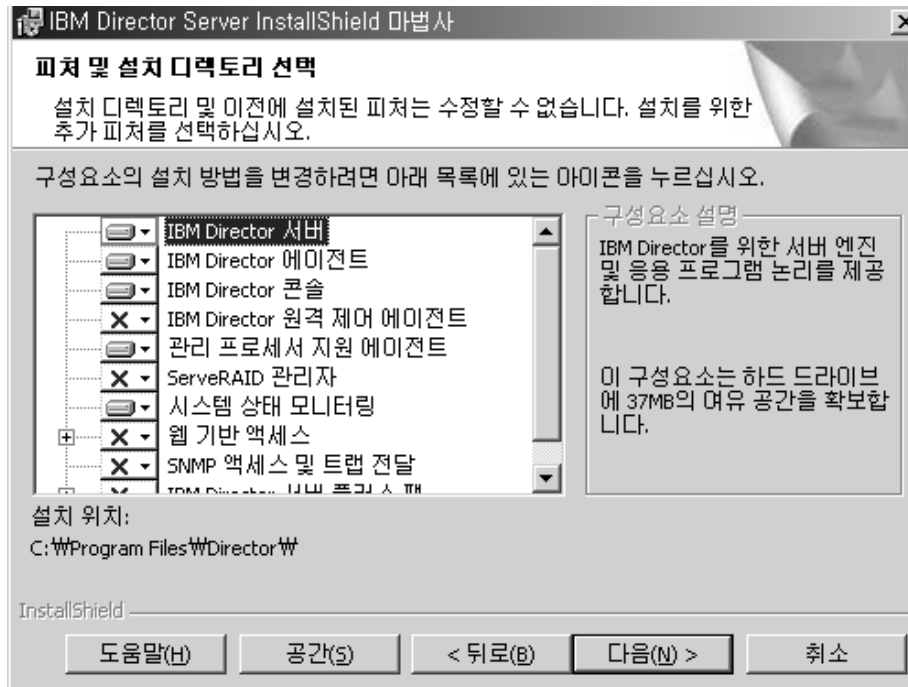 IBM Director Server InstallShield 마법사
피처 및 설치 디렉토리 선택
설치 디렉토리 및 이전에 설치된 피처는 수정할 수 없습니다. 설치를 위한
추가 피처를 선택하십시오.
구성요소의 설치 방법을 변경하려면 아래 목록에 있는 아이콘을 누르십시오.
IBM Director 서버
IBM Director 에이전트
IBM Director 콘솔
IBM Director 원격 제어 에이전트
관리 프로세서 지원 에이전트
ServeRAID 관리자
시스템 상태 모니터링
웹 기반 액세스
SNMP 액세스 및 트랩 전달
IBM Director 서버 플러스 팩
구성요소 설명
IBM Director를 위한 서버 엔진
및 응용 프로그램 논리를 제공
합니다.
이 구성요소는 하드 드라이브
에 37MB의 여유 공간을 확보합
니다.
설치 위치:
C:₩Program Files₩Director₩
InstallShield
도움말(H)
공간(S)
< 뒤로(B)
다음(N) >
취소